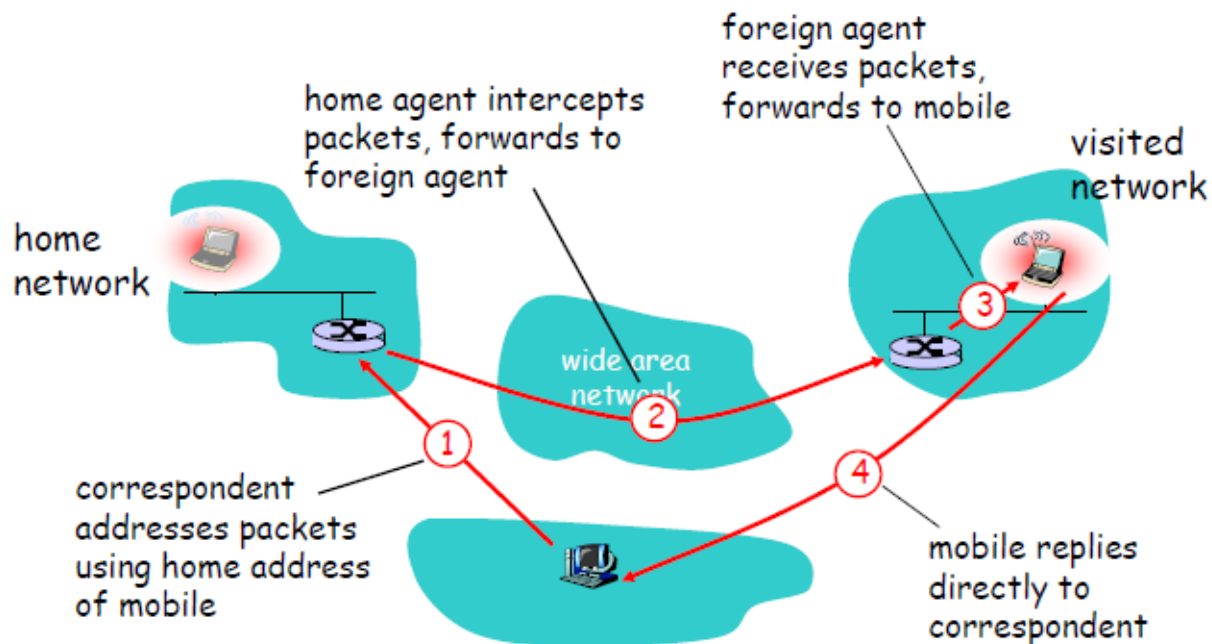 foreign agent
receives packets,
forwards to mobile
home agent intercepts
packets, forwards to
foreign agent
visited
network
home
network
3
wide area
network
2
1
4
correspondent
addresses packets
using home address
of mobile
mobile replies
directly to
correspondent